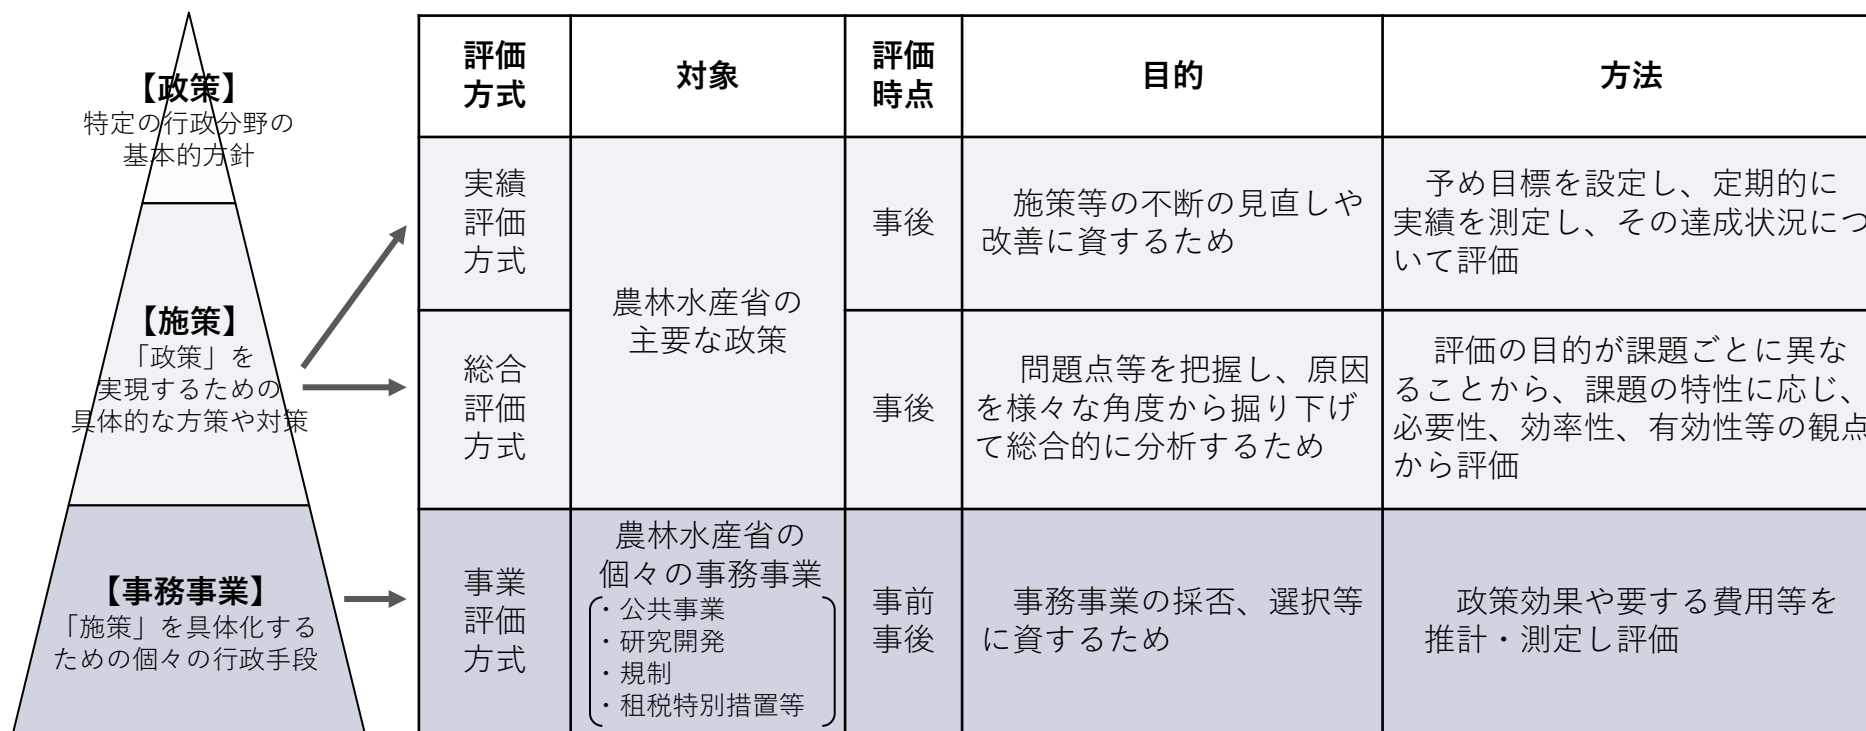 【政策】
特定の行政分野の
基本的方針
【施策】
「政策」を
実現するための
具体的な方策や対策
【事務事業】
「施策」を具体化する
ための個々の行政手段
評価
方式
対象
評価
時点
目的
方法
実績
評価
方式
農林水産省の
主要な政策
事後
施策等の不断の見直しや
改善に資するため
予め目標を設定し、定期的に
実績を測定し、その達成状況につ
いて評価
総合
評価
方式
事後
問題点等を把握し、原因
を様々な角度から掘り下げ
て総合的に分析するため
評価の目的が課題ごとに異な
ることから、課題の特性に応じ、
必要性、効率性、有効性等の観点
から評価
事業
評価
方式
農林水産省の
個々の事務事業
・公共事業
・研究開発
・規制
・租税特別措置等
事前
事後
事務事業の採否、選択等
に資するため
政策効果や要する費用等を
推計・測定し評価